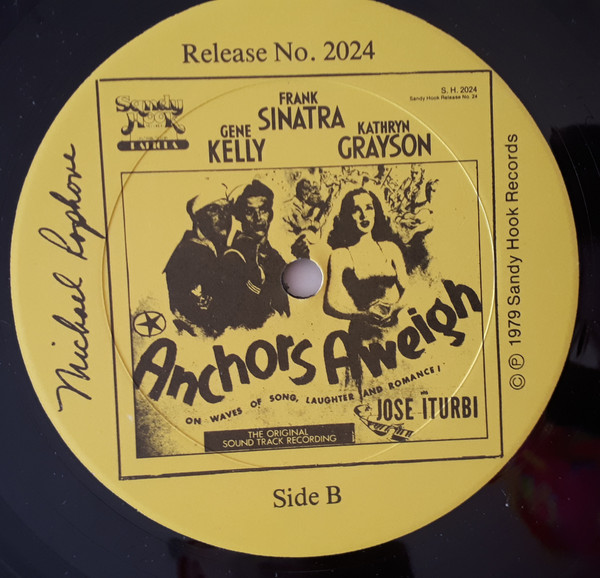 Release No. 2024
Sandy
Hook
S. H. 2024
Sandy Hook Release No. 24
FRANK
SINATRA
GENE
KELLY
KATHRYN
GRAYSON
Michael
Anchors Aweigh
ON WAVES OF SONG, LAUGHTER AND ROMANCE!
JOSE ITURBI
THE ORIGINAL
SOUND TRACK RECORDING
© ℗ 1979 Sandy Hook Records
Side B